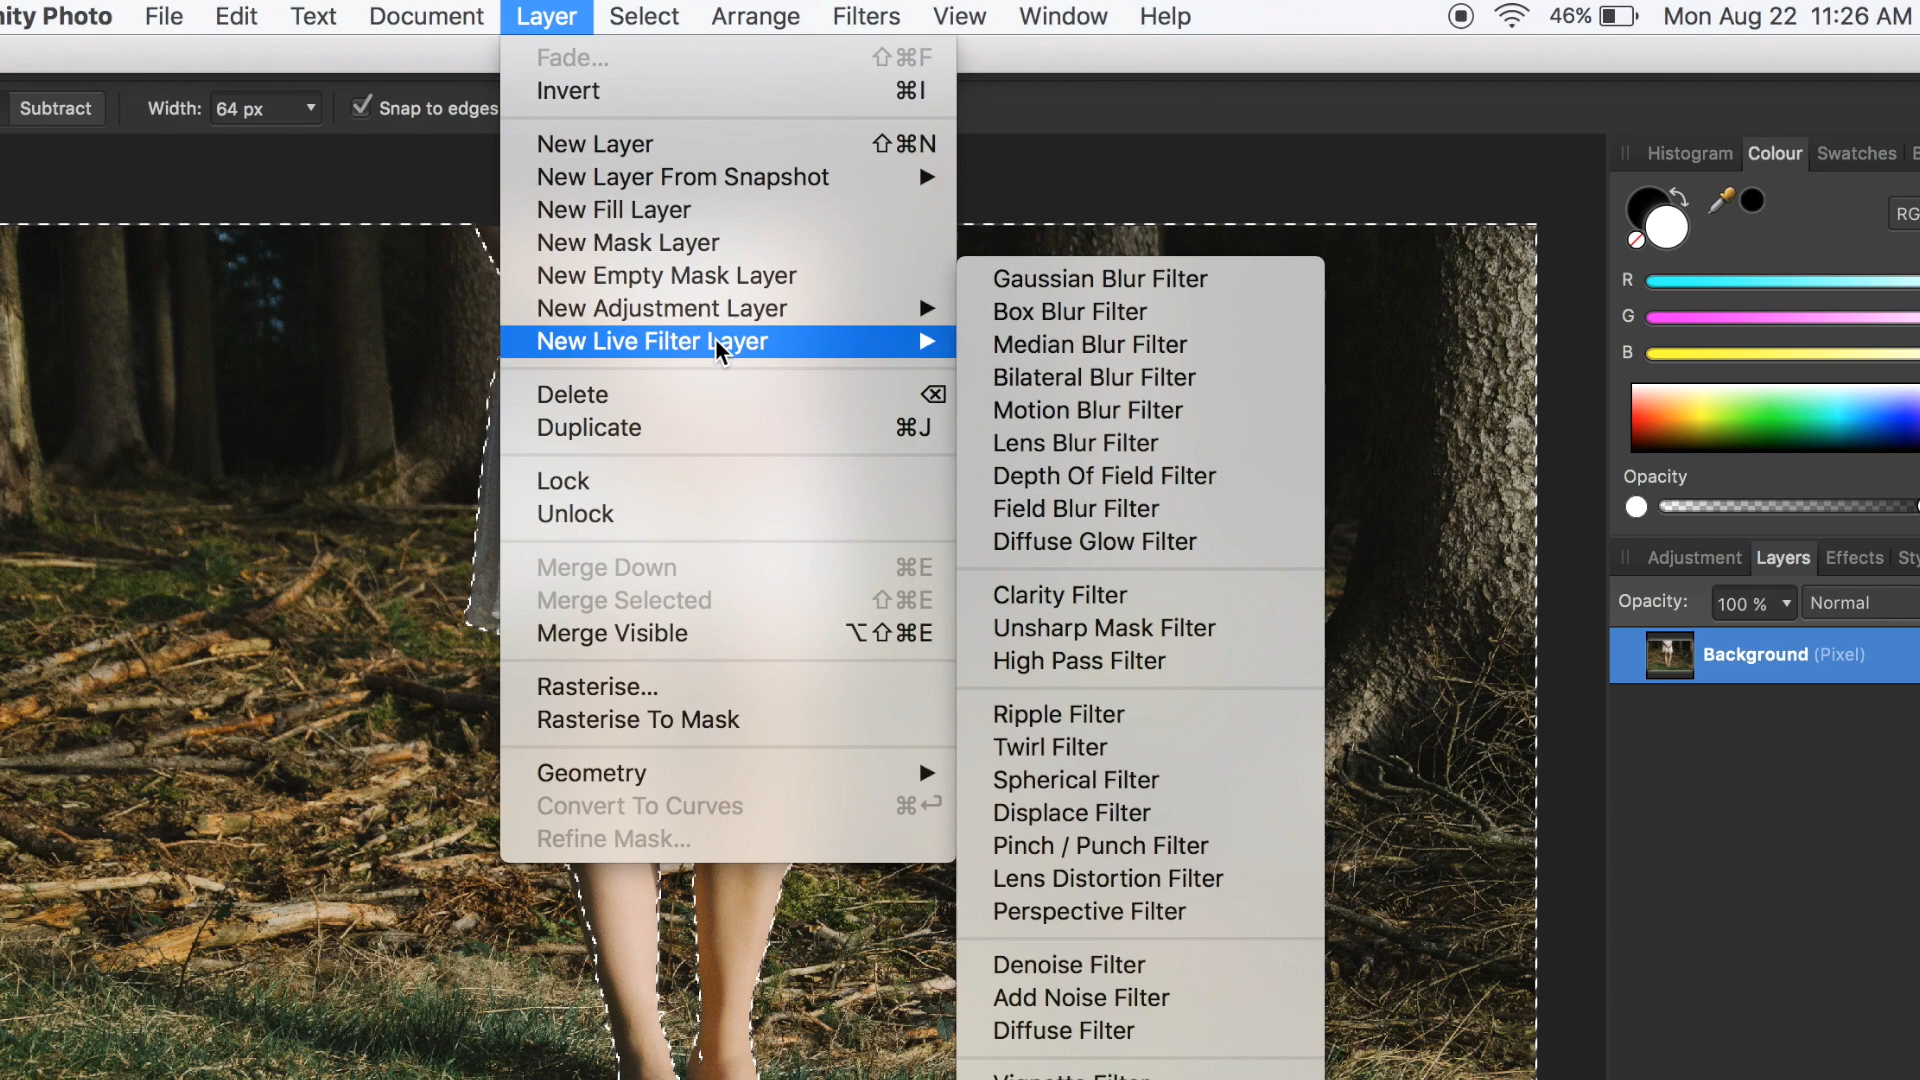 nity Photo File Edit Text Document Layer Select Arrange Filters View Window Help 46% Mon Aug 22 11:26 AM
Subtract Width: 64 px Snap to edges
Fade... ⇧⌘F
Invert ⌘I
New Layer ⇧⌘N
New Layer From Snapshot
New Fill Layer
New Mask Layer
New Empty Mask Layer
New Adjustment Layer
New Live Filter Layer
Delete ⌫
Duplicate ⌘J
Lock
Unlock
Merge Down ⌘E
Merge Selected ⇧⌘E
Merge Visible ⌥⇧⌘E
Rasterise...
Rasterise To Mask
Geometry
Convert To Curves ⌘↩
Refine Mask...
Gaussian Blur Filter
Box Blur Filter
Median Blur Filter
Bilateral Blur Filter
Motion Blur Filter
Lens Blur Filter
Depth Of Field Filter
Field Blur Filter
Diffuse Glow Filter
Clarity Filter
Unsharp Mask Filter
High Pass Filter
Ripple Filter
Twirl Filter
Spherical Filter
Displace Filter
Pinch / Punch Filter
Lens Distortion Filter
Perspective Filter
Denoise Filter
Add Noise Filter
Diffuse Filter
Vignette Filter
Histogram Colour Swatches
RG
R
G
B
Opacity
Adjustment Layers Effects Sty
Opacity: 100 % Normal
Background (Pixel)